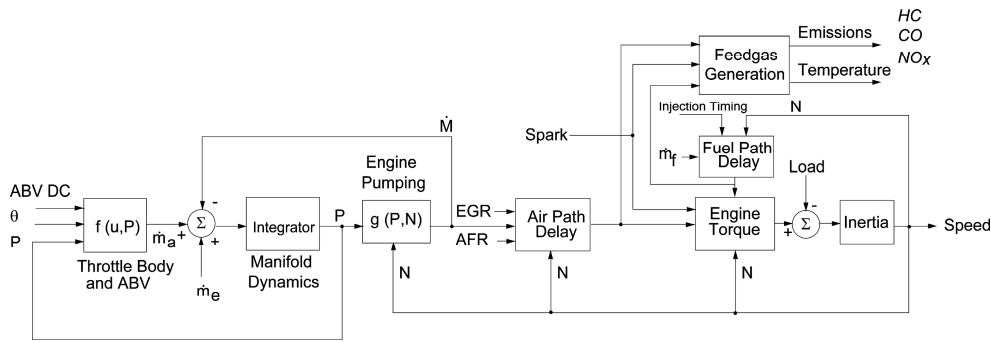 HC
CO
NOx
Emissions
Feedgas
Generation
Temperature
Injection Timing
N
Ṁ
Spark
Fuel Path
Delay
ṁf
Engine
Pumping
Load
ABV DC
θ
P
f (u,P)
ṁa
+
-
Σ
+
Integrator
P
g (P,N)
EGR
AFR
Air Path
Delay
Engine
Torque
-
+
Σ
Inertia
Speed
Throttle Body
and ABV
ṁe
Manifold
Dynamics
N
N
N